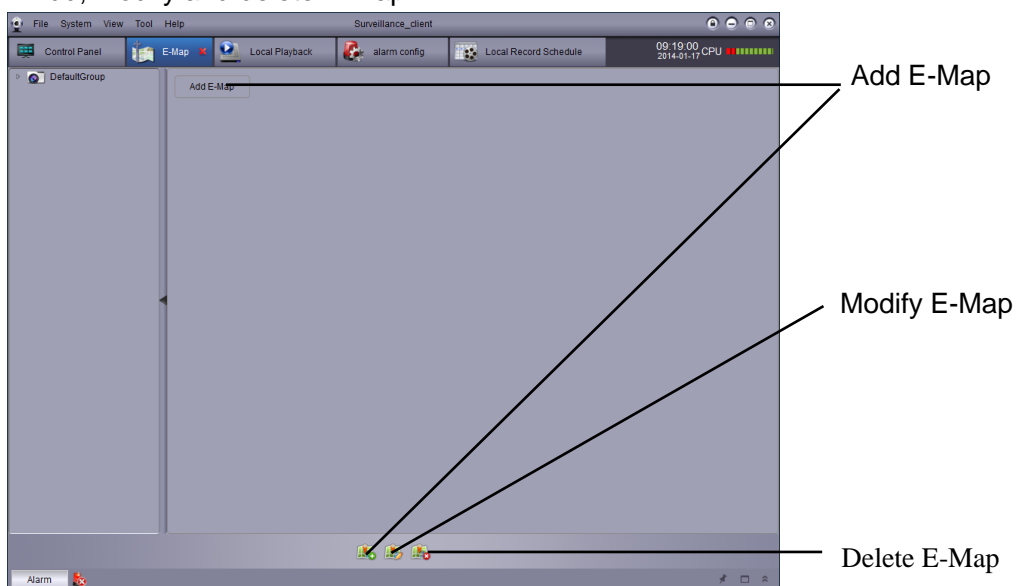 File System View Tool Help Surveillance_client
Control Panel E-Map Local Playback alarm config Local Record Schedule 09:19:00 CPU
2014-01-17
DefaultGroup
Add E-Map
Add E-Map
Modify E-Map
Delete E-Map
Alarm